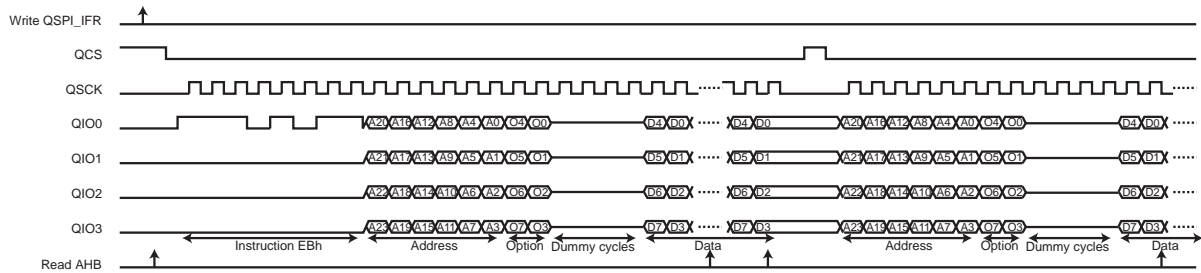 Write QSPI_IFR
QCS
QSCK
QIO0 A20 A16 A12 A8 A4 A0 O4 O0 D4 D0 D4 D0 A20 A16 A12 A8 A4 A0 O4 O0 D4 D0
QIO1 A21 A17 A13 A9 A5 A1 O5 O1 D5 D1 D5 D1 A21 A17 A13 A9 A5 A1 O5 O1 D5 D1
QIO2 A22 A18 A14 A10 A6 A2 O6 O2 D6 D2 D6 D2 A22 A18 A14 A10 A6 A2 O6 O2 D6 D2
QIO3 A23 A19 A15 A11 A7 A3 O7 O3 D7 D3 D7 D3 A23 A19 A15 A11 A7 A3 O7 O3 D7 D3
Instruction EBh Address Option Dummy cycles Data Address Option Dummy cycles Data
Read AHB